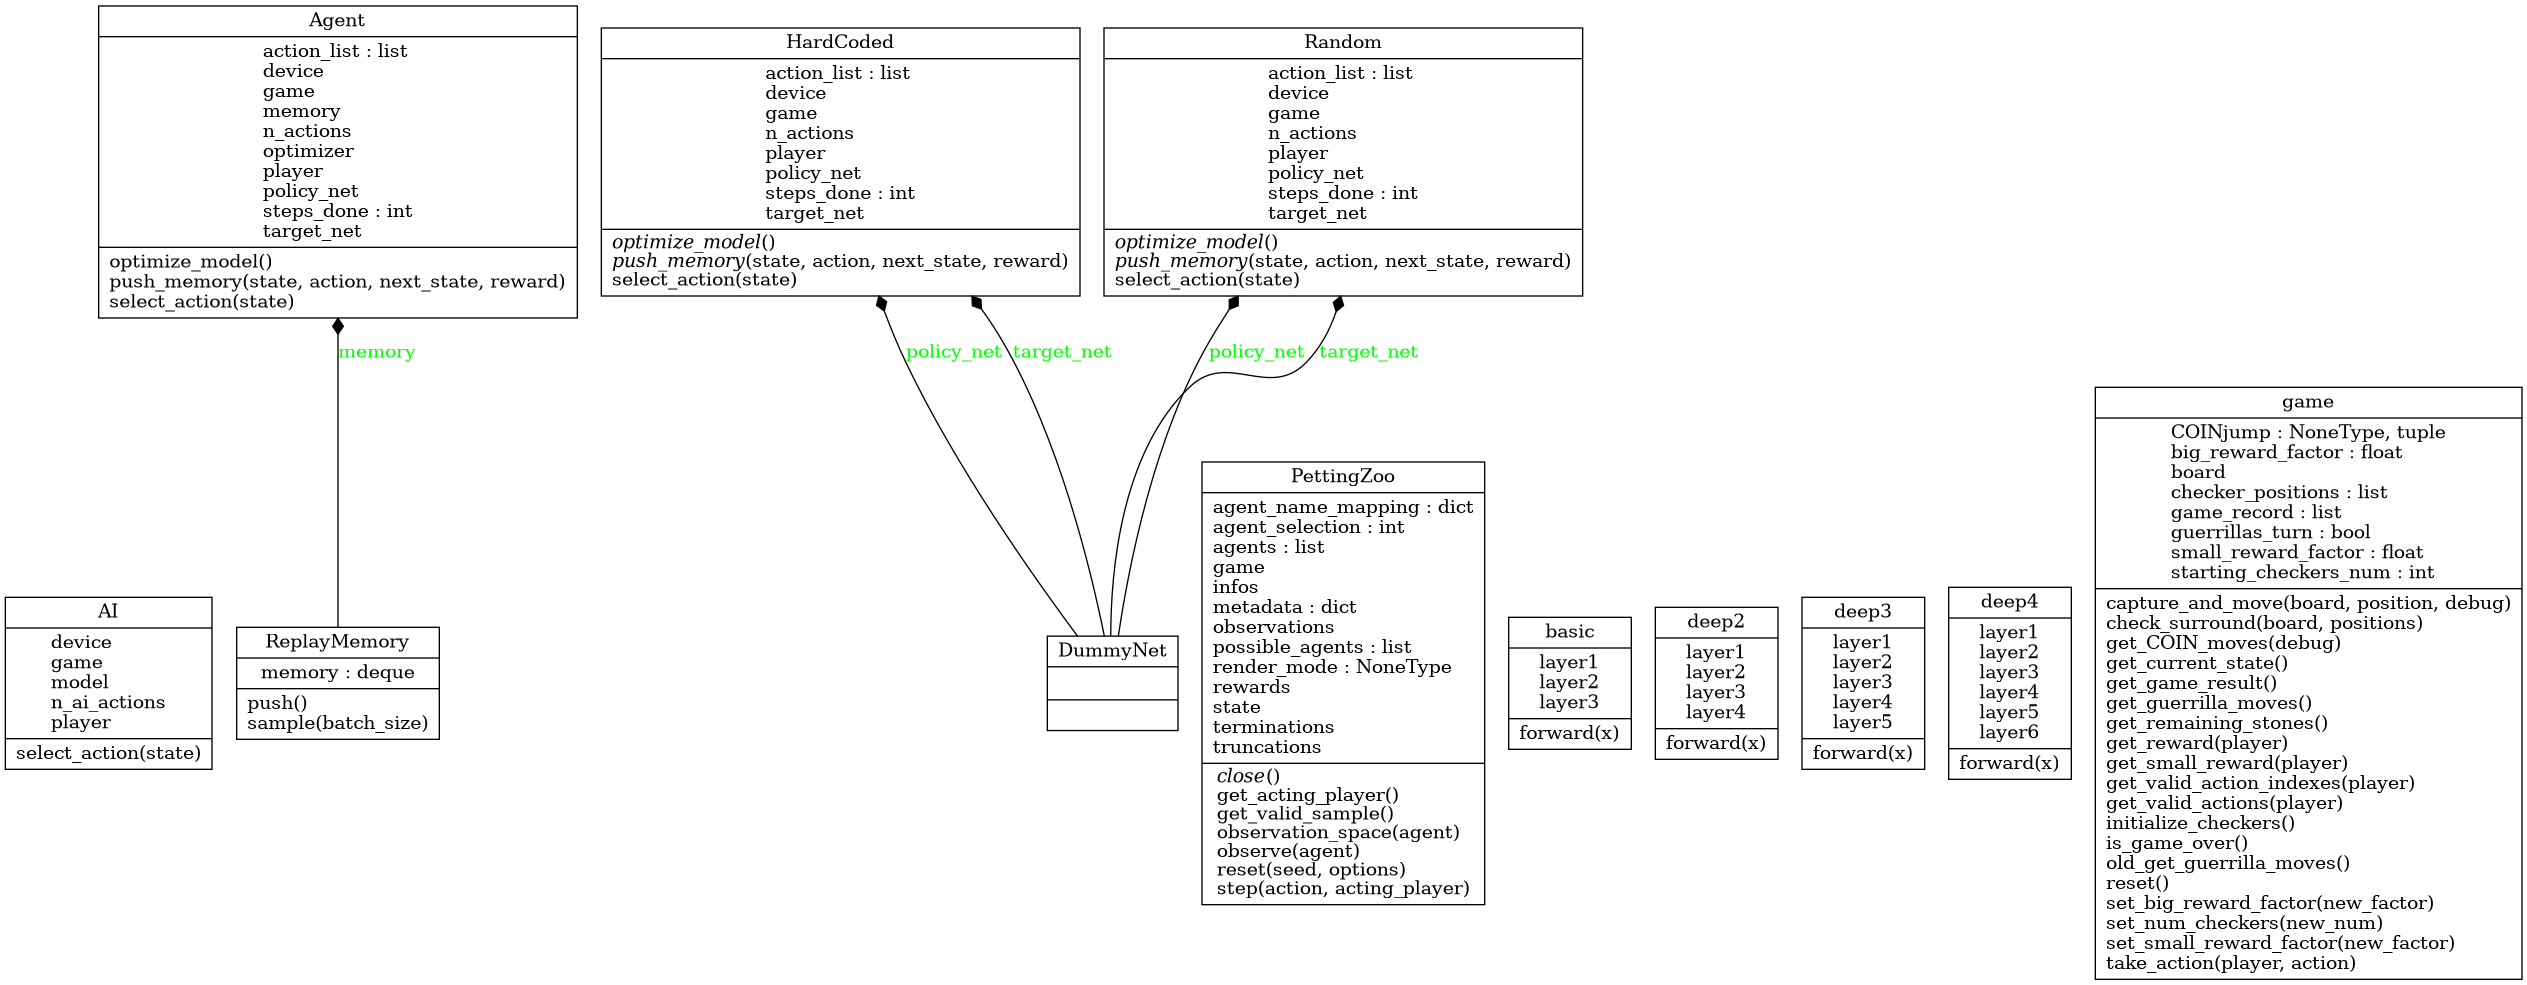 Agent
action_list : list
device
game
memory
n_actions
optimizer
player
policy_net
steps_done : int
target_net
optimize_model()
push_memory(state, action, next_state, reward)
select_action(state)
HardCoded
action_list : list
device
game
n_actions
player
policy_net
steps_done : int
target_net
optimize_model()
push_memory(state, action, next_state, reward)
select_action(state)
Random
action_list : list
device
game
n_actions
player
policy_net
steps_done : int
target_net
optimize_model()
push_memory(state, action, next_state, reward)
select_action(state)
memory
policy_net
target_net
policy_net
target_net
AI
device
game
model
n_ai_actions
player
select_action(state)
ReplayMemory
memory : deque
push()
sample(batch_size)
DummyNet
PettingZoo
agent_name_mapping : dict
agent_selection : int
agents : list
game
infos
metadata : dict
observations
possible_agents : list
render_mode : NoneType
rewards
state
terminations
truncations
close()
get_acting_player()
get_valid_sample()
observation_space(agent)
observe(agent)
reset(seed, options)
step(action, acting_player)
basic
layer1
layer2
layer3
forward(x)
deep2
layer1
layer2
layer3
layer4
forward(x)
deep3
layer1
layer2
layer3
layer4
layer5
forward(x)
deep4
layer1
layer2
layer3
layer4
layer5
layer6
forward(x)
game
COINjump : NoneType, tuple
big_reward_factor : float
board
checker_positions : list
game_record : list
guerrillas_turn : bool
small_reward_factor : float
starting_checkers_num : int
capture_and_move(board, position, debug)
check_surround(board, positions)
get_COIN_moves(debug)
get_current_state()
get_game_result()
get_guerrilla_moves()
get_remaining_stones()
get_reward(player)
get_small_reward(player)
get_valid_action_indexes(player)
get_valid_actions(player)
initialize_checkers()
is_game_over()
old_get_guerrilla_moves()
reset()
set_big_reward_factor(new_factor)
set_num_checkers(new_num)
set_small_reward_factor(new_factor)
take_action(player, action)